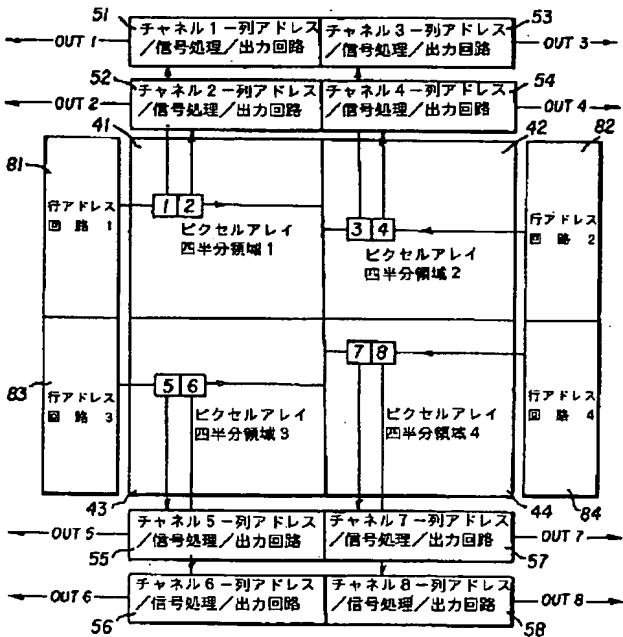 51
53
チャネル1ー列アドレス
/信号処理/出力回路
チャネル3ー列アドレス
/信号処理/出力回路
OUT 1
OUT 3
52
54
チャネル2ー列アドレス
/信号処理/出力回路
チャネル4ー列アドレス
/信号処理/出力回路
OUT 2
OUT 4
41
42
81
82
行アドレス
回路1
1 2
ピクセルアレイ
四半分領域1
3 4
ピクセルアレイ
四半分領域2
行アドレス
回路2
83
行アドレス
回路3
5 6
ピクセルアレイ
四半分領域3
7 8
ピクセルアレイ
四半分領域4
行アドレス
回路4
84
43
44
チャネル5ー列アドレス
/信号処理/出力回路
チャネル7ー列アドレス
/信号処理/出力回路
OUT 5
OUT 7
55
57
チャネル6ー列アドレス
/信号処理/出力回路
チャネル8ー列アドレス
/信号処理/出力回路
OUT 6
OUT 8
56
58